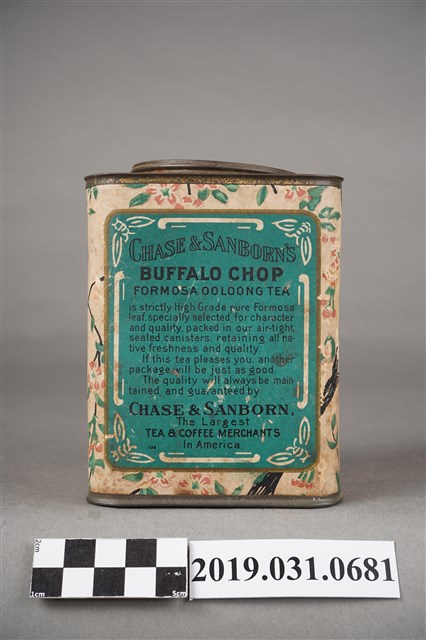 CHASE & SANBORN'S
BUFFALO CHOP
FORMOSA OOLOONG TEA
is strictly High Grade pure Formosa
leaf, specially selected for character
and quality, packed in our air-tight
sealed canisters, retaining all na-
tive freshness and quality.
If this tea pleases you, another
package will be just as good.
The quality will always be main-
tained and guaranteed by
CHASE & SANBORN,
The Largest
TEA & COFFEE MERCHANTS
In America.
2cm
1cm
5cm
2019.031.0681